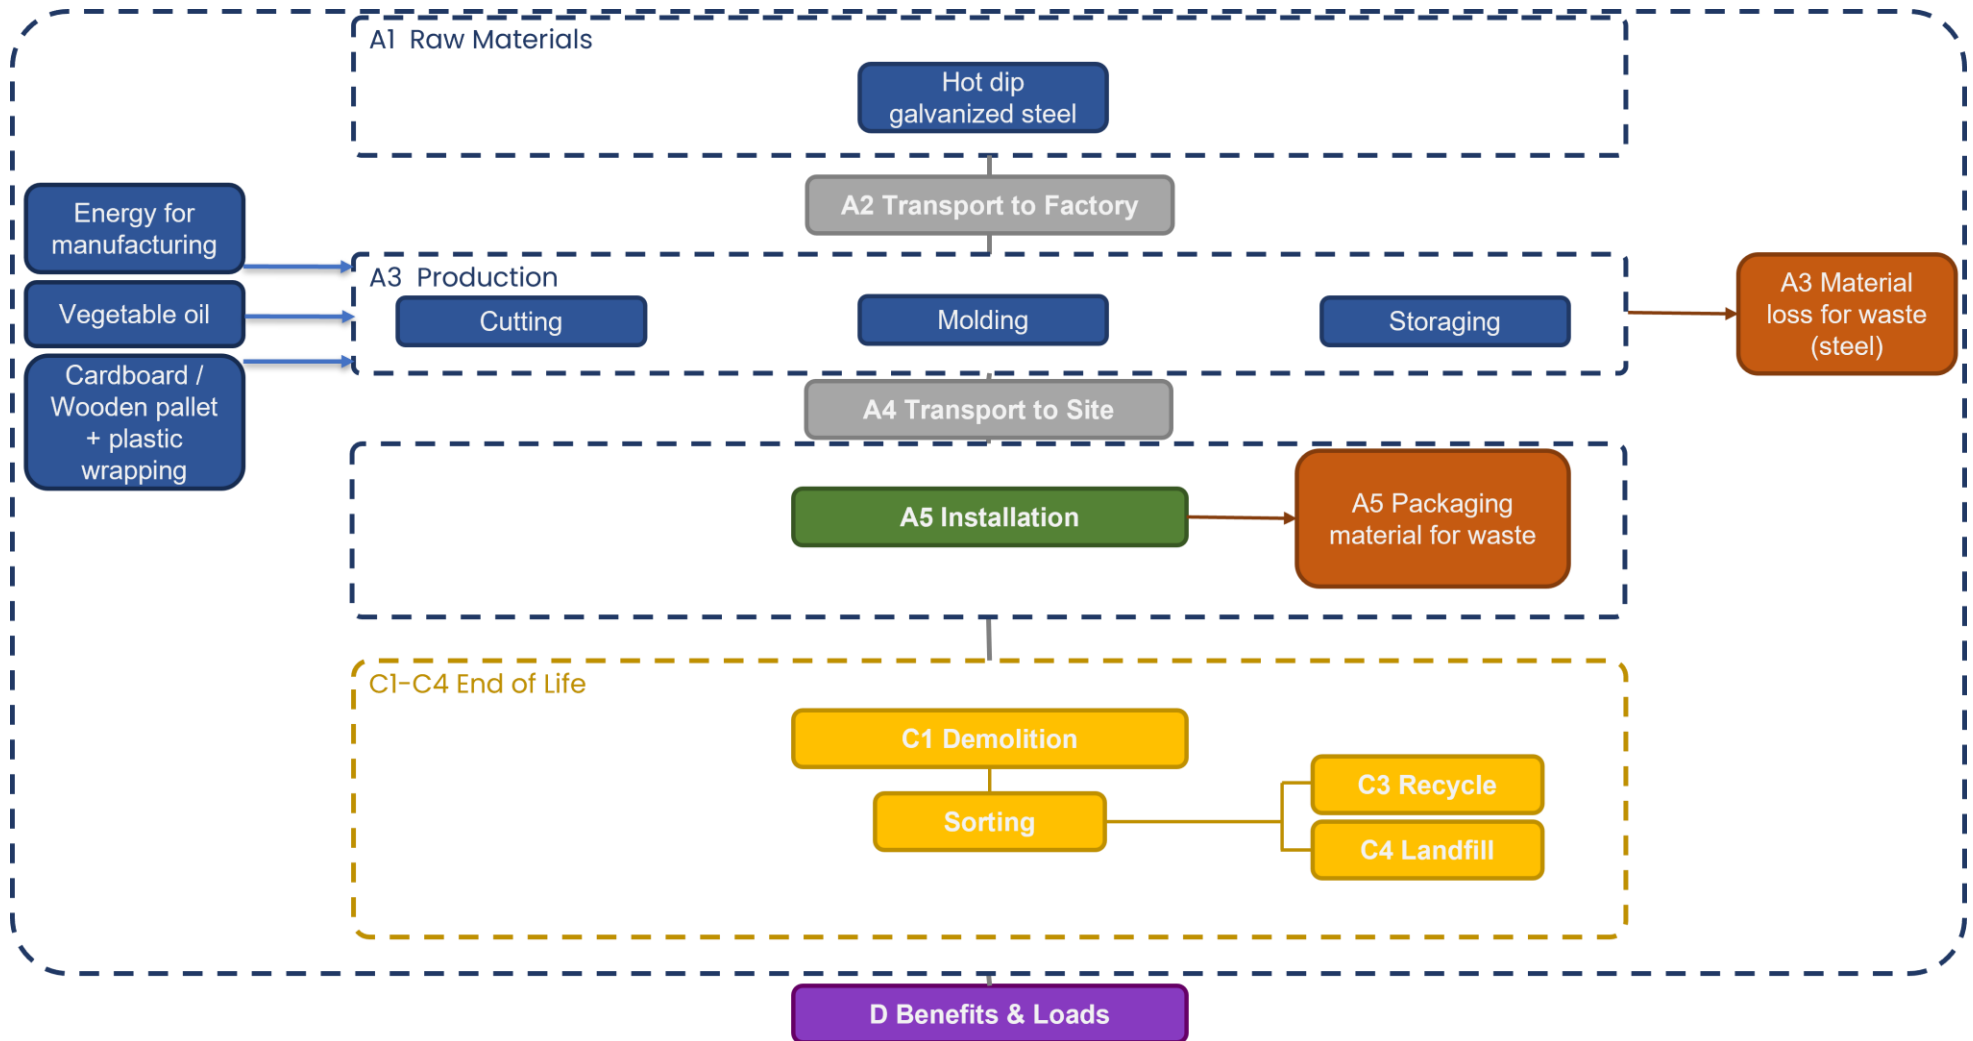 A1 Raw Materials
Hot dip
galvanized steel
A2 Transport to Factory
Energy for
manufacturing
Vegetable oil
Cardboard /
Wooden pallet
+ plastic
wrapping
A3 Production
Cutting
Molding
Storaging
A3 Material
loss for waste
(steel)
A4 Transport to Site
A5 Installation
A5 Packaging
material for waste
C1-C4 End of Life
C1 Demolition
Sorting
C3 Recycle
C4 Landfill
D Benefits & Loads